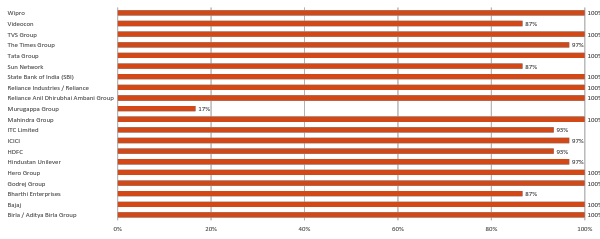 Wipro 100%
Videocon 87%
TVS Group 100%
The Times Group 97%
Tata Group 100%
Sun Network 87%
State Bank of India (SBI) 100%
Reliance Industries / Reliance 100%
Reliance Anil Dhirubhai Ambani Group 100%
Murugappa Group 17%
Mahindra Group 100%
ITC Limited 93%
ICICI 97%
HDFC 93%
Hindustan Unilever 97%
Hero Group 100%
Godrej Group 100%
Bharthi Enterprises 87%
Bajaj 100%
Birla / Aditya Birla Group 100%
0% 20% 40% 60% 80% 100%